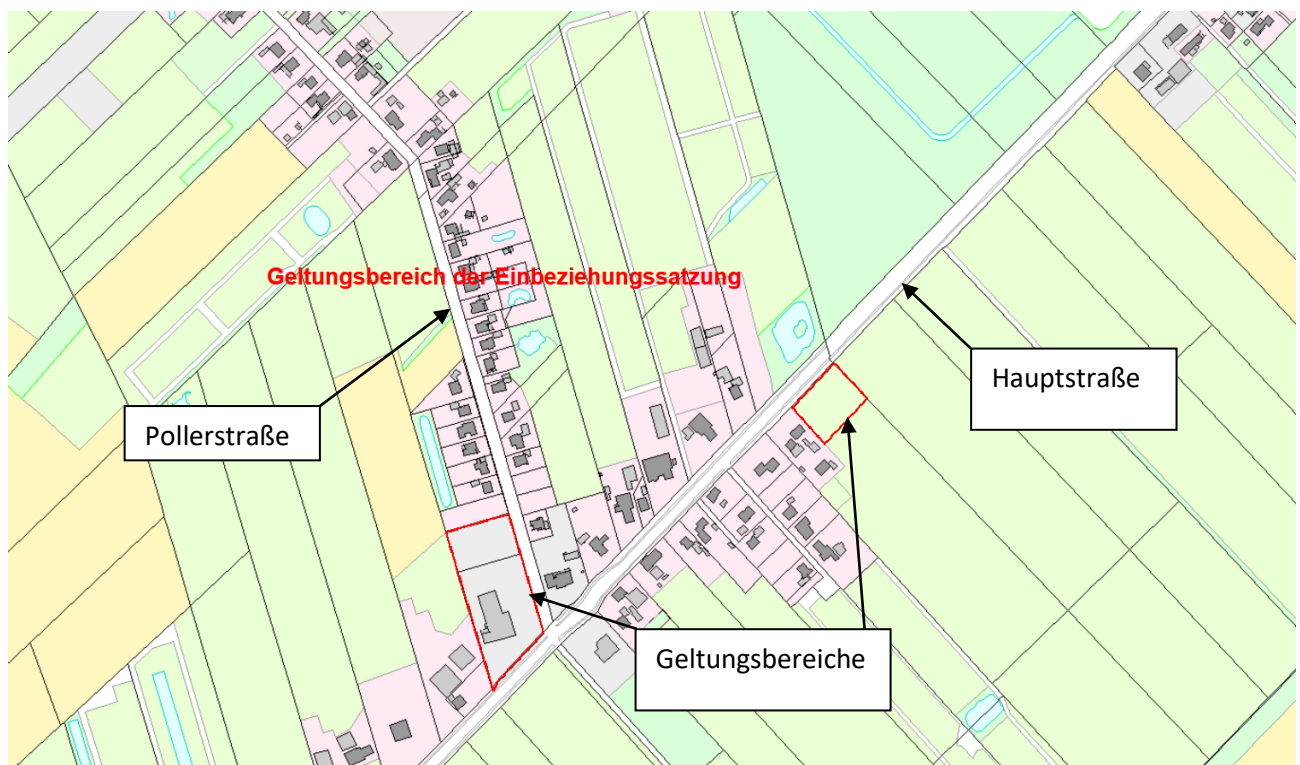 Geltungsbereich der Einbeziehungssatzung
Hauptstraße
Pollerstraße
Geltungsbereiche